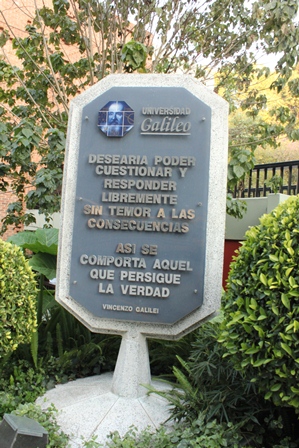 UNIVERSIDAD
Galileo
DESEARIA PODER
CUESTIONAR Y
RESPONDER
LIBREMENTE
SIN TEMOR A LAS
CONSECUENCIAS
ASI SE
COMPORTA AQUEL
QUE PERSIGUE
LA VERDAD
VINCENZO GALILEI